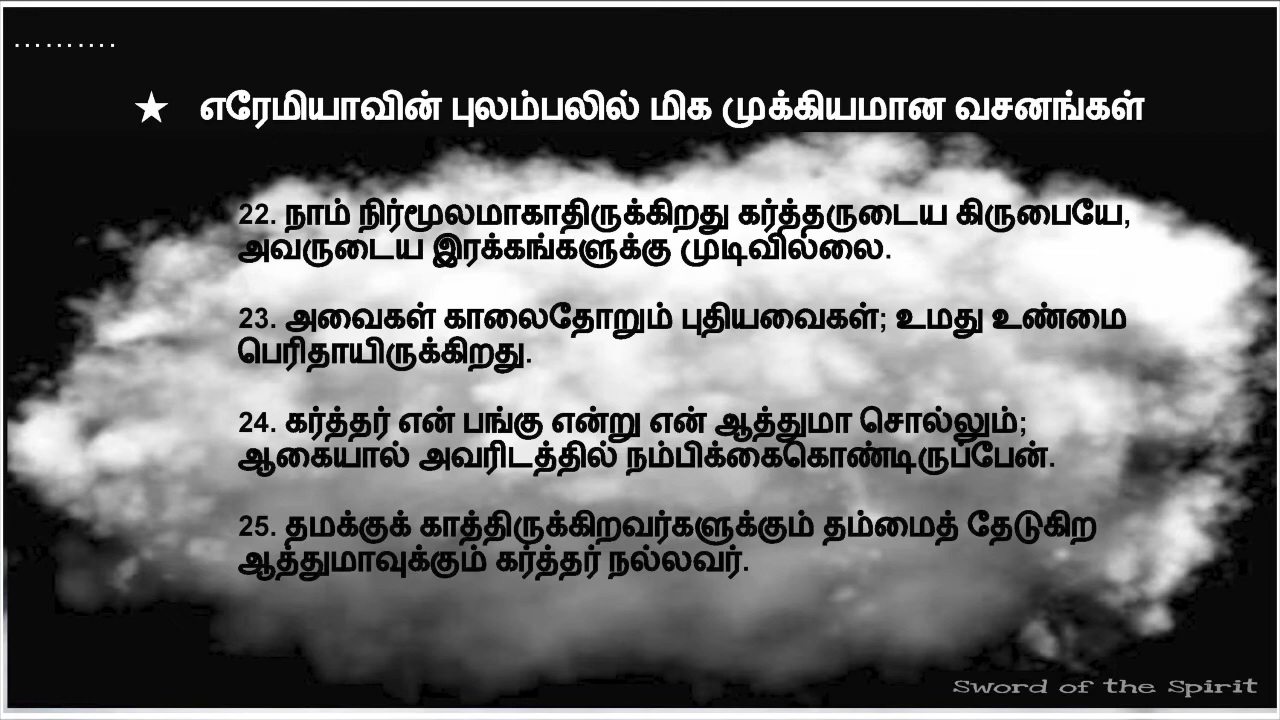 ..........
★ எரேமியாவின் புலம்பலில் மிக முக்கியமான வசனங்கள்
22. நாம் நிர்மூலமாகாதிருக்கிறது கர்த்தருடைய கிருபையே,
அவருடைய இரக்கங்களுக்கு முடிவில்லை.
23. அவைகள் காலைதோறும் புதியவைகள்; உமது உண்மை
பெரிதாயிருக்கிறது.
24. கர்த்தர் என் பங்கு என்று என் ஆத்துமா சொல்லும்;
ஆகையால் அவரிடத்தில் நம்பிக்கைகொண்டிருப்பேன்.
25. தமக்குக் காத்திருக்கிறவர்களுக்கும் தம்மைத் தேடுகிற
ஆத்துமாவுக்கும் கர்த்தர் நல்லவர்.
Sword of the Spirit